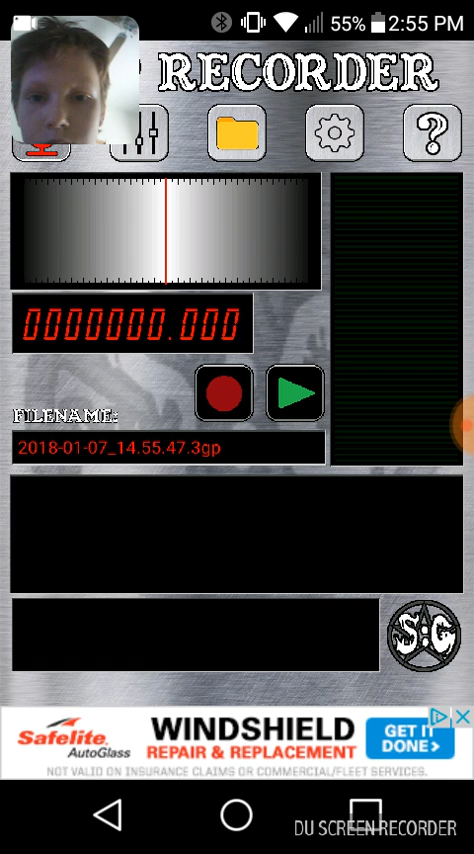 55% 2:55 PM
RECORDER
?
0000000.000
FILENAME:
2018-01-07_14.55.47.3gp
S:G
Safelite
AutoGlass
WINDSHIELD
REPAIR & REPLACEMENT
GET IT
DONE>
NOT VALID ON INSURANCE CLAIMS OR COMMERCIAL/FLEET SERVICES.
DU SCREEN RECORDER